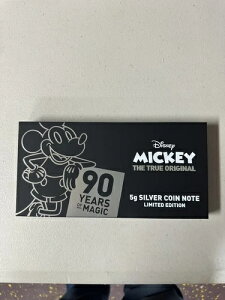 Disney
MICKEY
THE TRUE ORIGINAL
90
YEARS
OF MAGIC
5g SILVER COIN NOTE
LIMITED EDITION